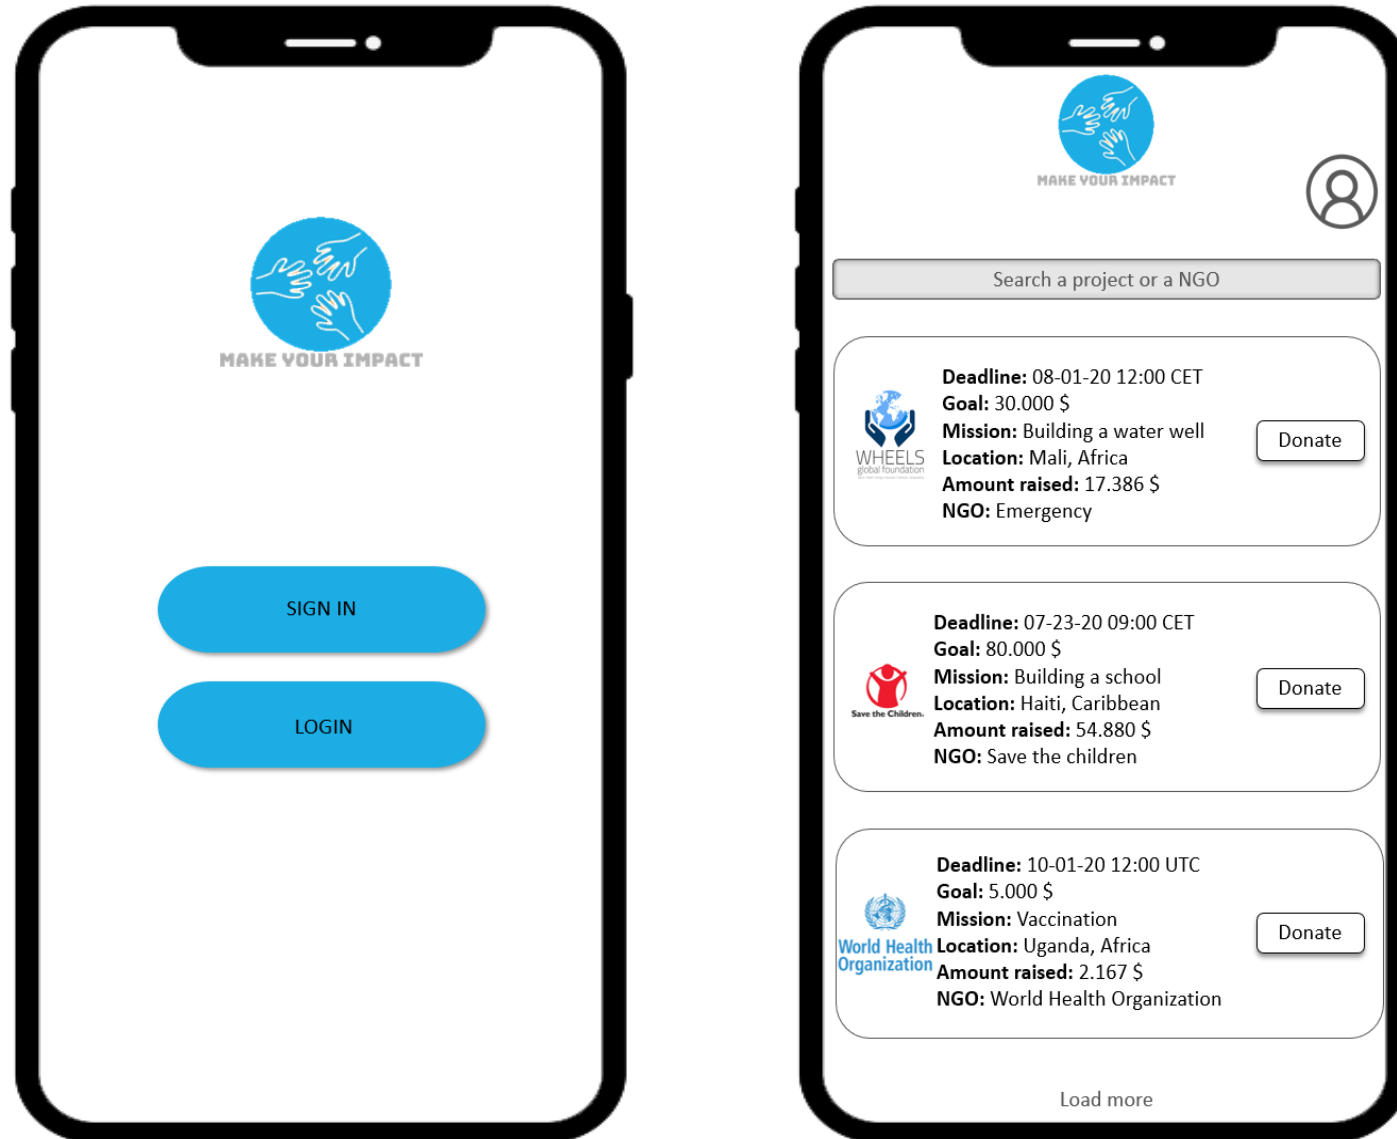 MAKE YOUR IMPACT
SIGN IN
LOGIN
MAKE YOUR IMPACT
Search a project or a NGO
WHEELS
global foundation
Deadline: 08-01-20 12:00 CET
Goal: 30.000 $
Mission: Building a water well
Location: Mali, Africa
Amount raised: 17.386 $
NGO: Emergency
Donate
Save the Children.
Deadline: 07-23-20 09:00 CET
Goal: 80.000 $
Mission: Building a school
Location: Haiti, Caribbean
Amount raised: 54.880 $
NGO: Save the children
Donate
World Health
Organization
Deadline: 10-01-20 12:00 UTC
Goal: 5.000 $
Mission: Vaccination
Location: Uganda, Africa
Amount raised: 2.167 $
NGO: World Health Organization
Donate
Load more